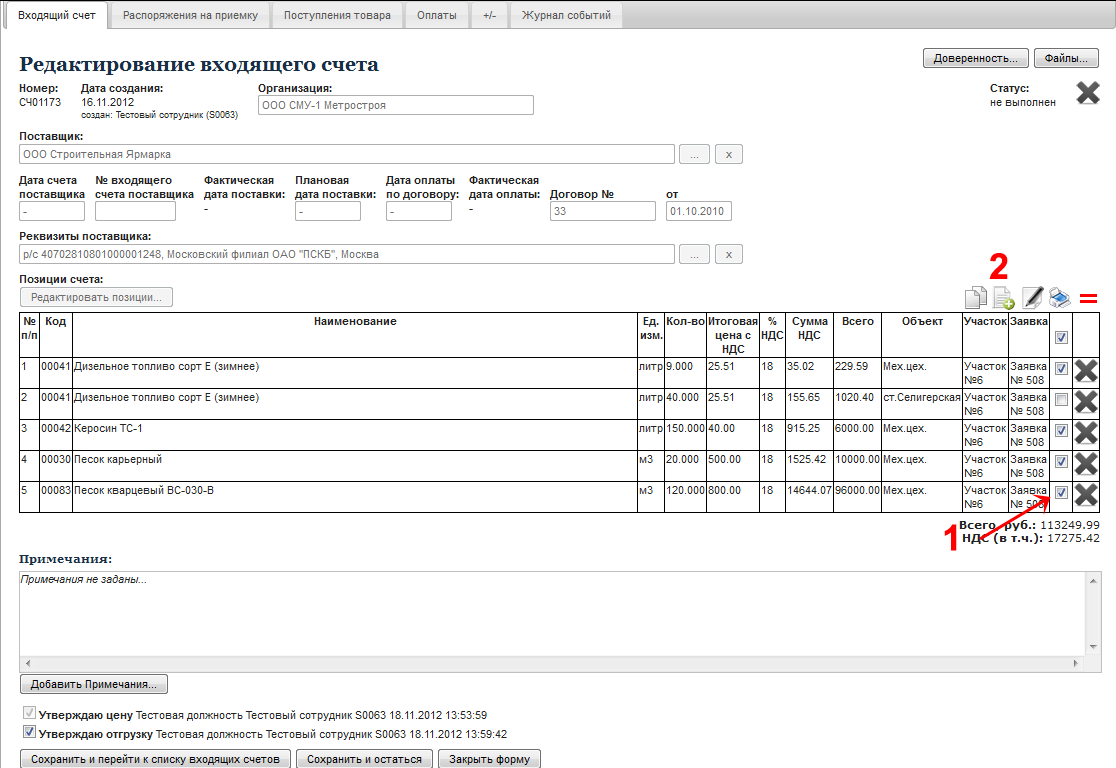 Входящий счет Распоряжения на приемку Поступления товара Оплаты +/- Журнал событий
Редактирование входящего счета
Доверенность... Файлы...
Номер: Дата создания: Организация: Статус:
СЧ01173 16.11.2012 ООО СМУ-1 Метростроя не выполнен
создан: Тестовый сотрудник (S0063)
Поставщик:
ООО Строительная Ярмарка ... x
Дата счета № входящего Фактическая Плановая Дата оплаты Фактическая
поставщика счета поставщика дата поставки: дата поставки: по договору: дата оплаты: Договор № от
- - - - - 33 01.10.2010
Реквизиты поставщика:
р/с 40702810801000001248, Московский филиал ОАО "ПСКБ", Москва ... x
2
Позиции счета:
Редактировать позиции...
№ Код Наименование Ед. Кол-во Итоговая % Сумма Всего Объект Участок Заявка
п/п изм. цена с НДС НДС
НДС
1 00041 Дизельное топливо сорт Е (зимнее) литр 9.000 25.51 18 35.02 229.59 Мех.цех. Участок Заявка
№6 № 508
2 00041 Дизельное топливо сорт Е (зимнее) литр 40.000 25.51 18 155.65 1020.40 ст.Селигерская Участок Заявка
№6 № 508
3 00042 Керосин ТС-1 литр 150.000 40.00 18 915.25 6000.00 Мех.цех. Участок Заявка
№6 № 508
4 00030 Песок карьерный м3 20.000 500.00 18 1525.42 10000.00 Мех.цех. Участок Заявка
№6 № 508
5 00083 Песок кварцевый ВС-030-В м3 120.000 800.00 18 14644.07 96000.00 Мех.цех. Участок Заявка
№6 № 508
1
Всего, руб.: 113249.99
НДС (в т.ч.): 17275.42
Примечания:
Примечания не заданы...
Добавить Примечания...
Утверждаю цену Тестовая должность Тестовый сотрудник S0063 18.11.2012 13:53:59
Утверждаю отгрузку Тестовая должность Тестовый сотрудник S0063 18.11.2012 13:59:42
Сохранить и перейти к списку входящих счетов Сохранить и остаться Закрыть форму